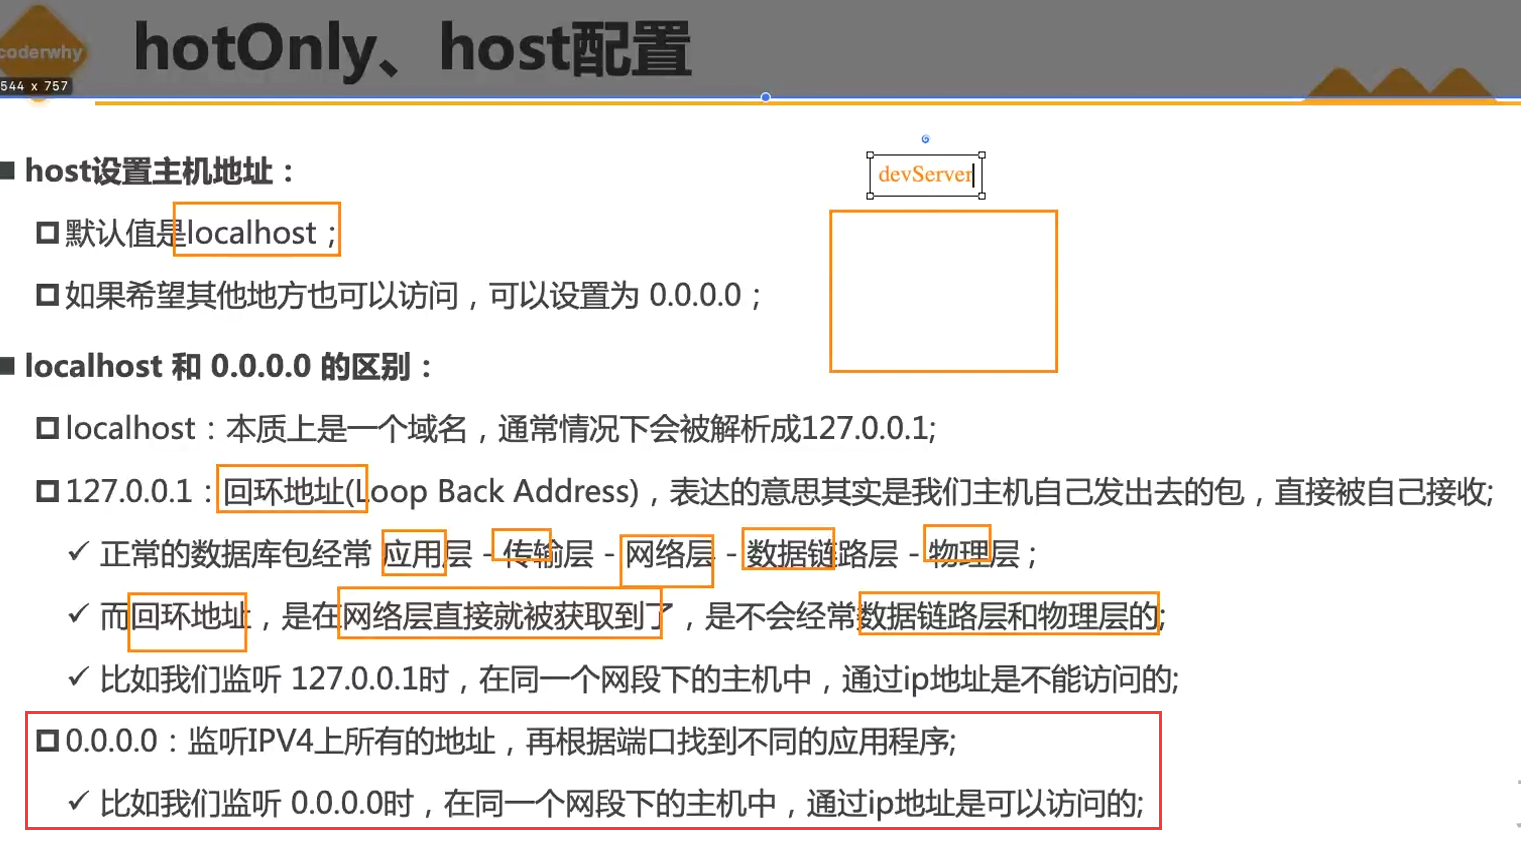 coderwhy
hotOnly、host配置
544 x 757
host设置主机地址：
devServer
默认值是localhost；
如果希望其他地方也可以访问，可以设置为 0.0.0.0；
localhost 和 0.0.0.0 的区别：
localhost：本质上是一个域名，通常情况下会被解析成127.0.0.1;
127.0.0.1：回环地址(Loop Back Address)，表达的意思其实是我们主机自己发出去的包，直接被自己接收;
正常的数据库包经常 应用层 - 传输层 - 网络层 - 数据链路层 - 物理层；
而回环地址，是在网络层直接就被获取到了，是不会经常数据链路层和物理层的;
比如我们监听 127.0.0.1时，在同一个网段下的主机中，通过ip地址是不能访问的;
0.0.0.0：监听IPV4上所有的地址，再根据端口找到不同的应用程序;
比如我们监听 0.0.0.0时，在同一个网段下的主机中，通过ip地址是可以访问的;